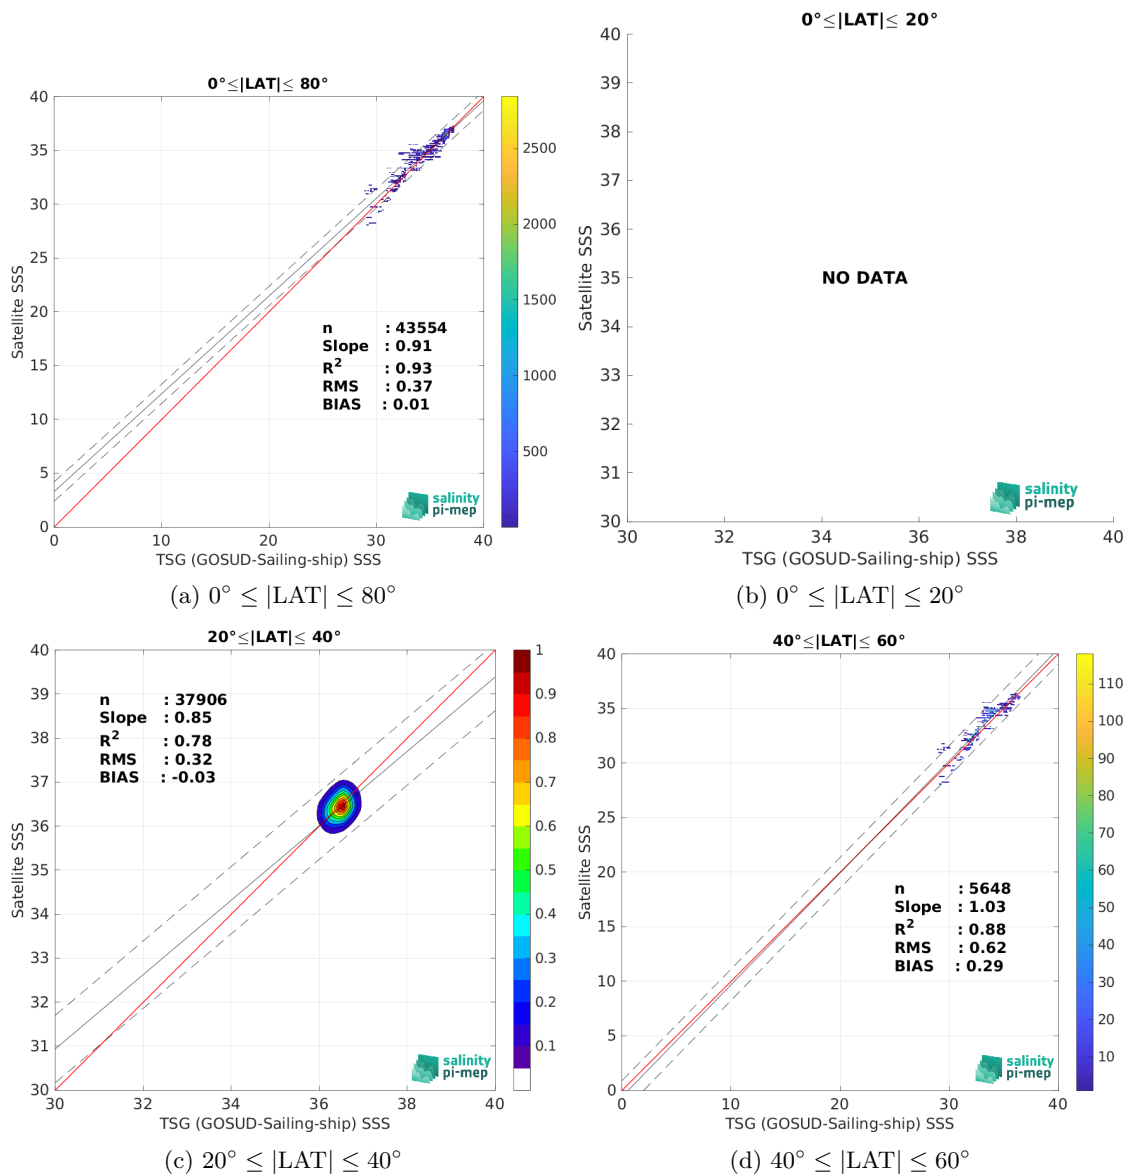 0°≤|LAT|≤ 80°
40
35
30
25
20
15
10
5
0
0
10
20
30
40
Satellite SSS
TSG (GOSUD-Sailing-ship) SSS
n : 43554
Slope : 0.91
R² : 0.93
RMS : 0.37
BIAS : 0.01
salinity
pi-mep
2500
2000
1500
1000
500
(a) 0° ≤ |LAT| ≤ 80°
0°≤|LAT|≤ 20°
40
39
38
37
36
35
34
33
32
31
30
30
32
34
36
38
40
Satellite SSS
TSG (GOSUD-Sailing-ship) SSS
NO DATA
salinity
pi-mep
(b) 0° ≤ |LAT| ≤ 20°
20°≤|LAT|≤ 40°
40
39
38
37
36
35
34
33
32
31
30
30
32
34
36
38
40
Satellite SSS
TSG (GOSUD-Sailing-ship) SSS
n : 37906
Slope : 0.85
R² : 0.78
RMS : 0.32
BIAS : -0.03
salinity
pi-mep
1
0.9
0.8
0.7
0.6
0.5
0.4
0.3
0.2
0.1
(c) 20° ≤ |LAT| ≤ 40°
40°≤|LAT|≤ 60°
40
35
30
25
20
15
10
5
0
0
10
20
30
40
Satellite SSS
TSG (GOSUD-Sailing-ship) SSS
n : 5648
Slope : 1.03
R² : 0.88
RMS : 0.62
BIAS : 0.29
salinity
pi-mep
110
100
90
80
70
60
50
40
30
20
10
(d) 40° ≤ |LAT| ≤ 60°